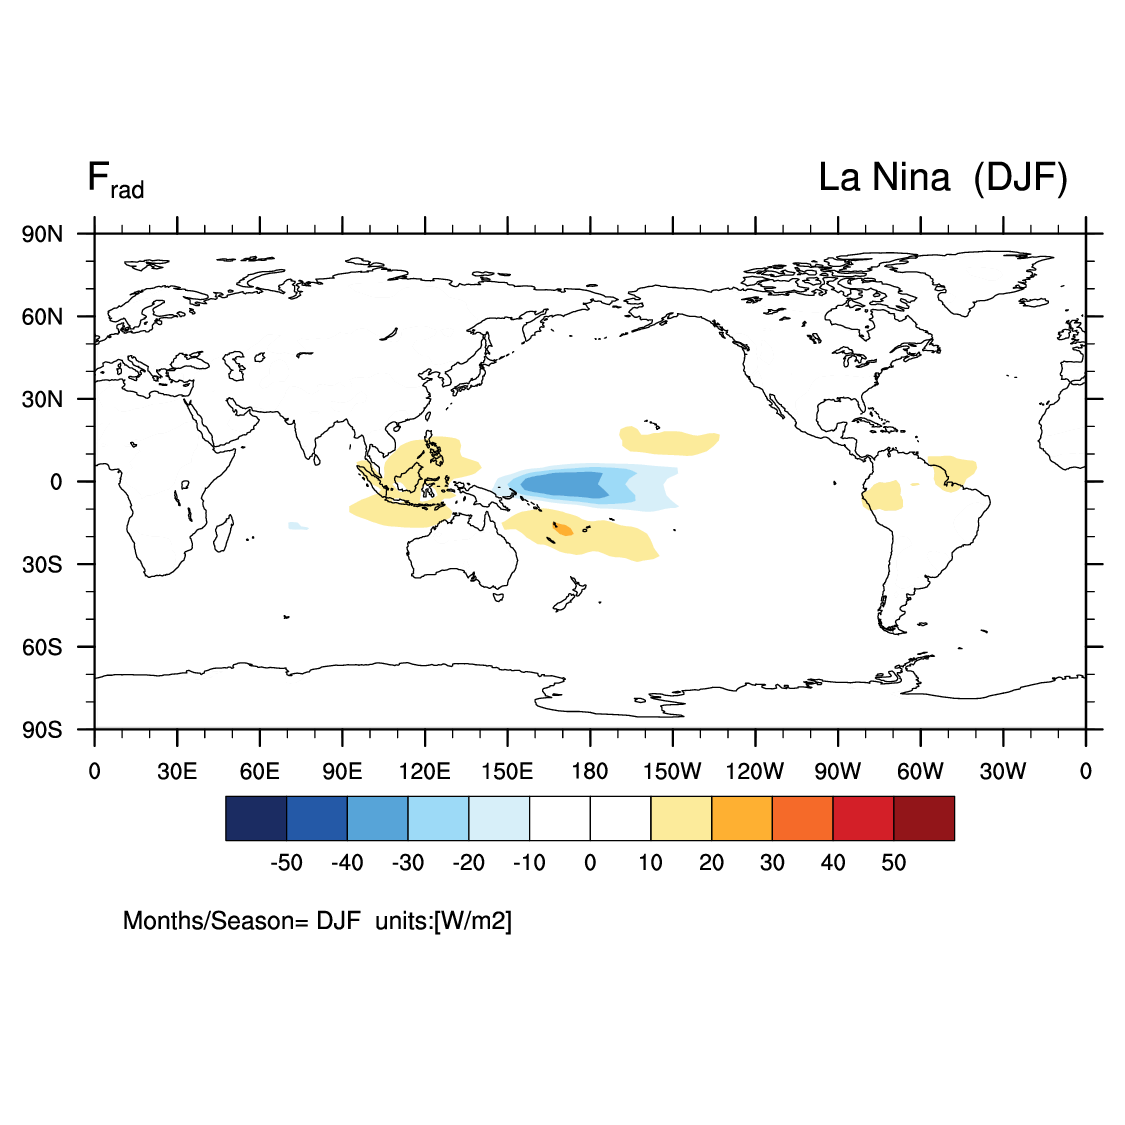 F_rad La Nina (DJF)
90N
60N
30N
0
30S
60S
90S
0 30E 60E 90E 120E 150E 180 150W 120W 90W 60W 30W 0
-50 -40 -30 -20 -10 0 10 20 30 40 50
Months/Season= DJF units:[W/m2]